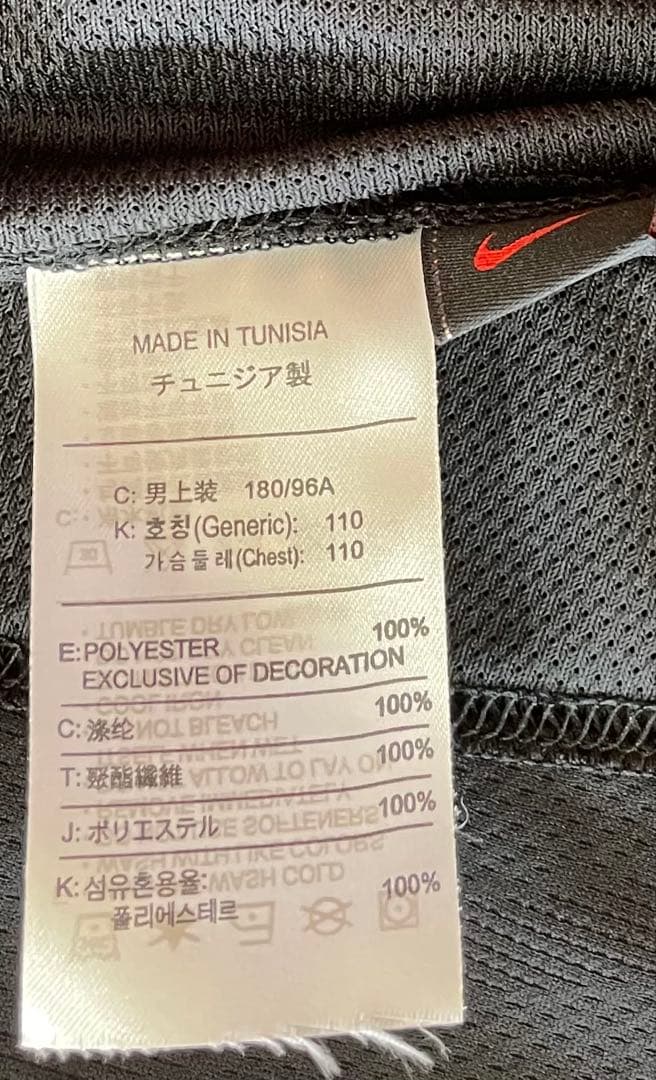 MADE IN TUNISIA
チュニジア製
C: 男上装 180/96A
K: 호칭(Generic): 110
가슴둘레(Chest): 110
E:POLYESTER 100%
EXCLUSIVE OF DECORATION
C: 涤纶 100%
T: 聚酯纖維 100%
J: ポリエステル 100%
K: 섬유혼용율: 100%
폴리에스테르